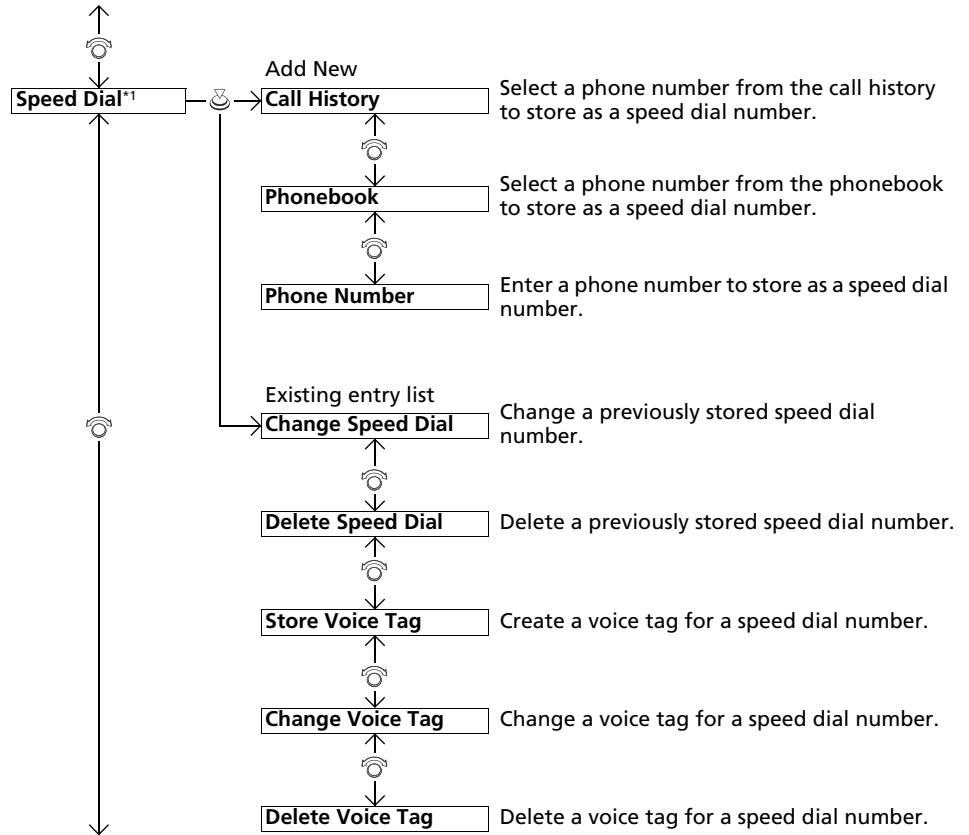 Add New
Speed Dial*1
Call History
Select a phone number from the call history
to store as a speed dial number.
Phonebook
Select a phone number from the phonebook
to store as a speed dial number.
Phone Number
Enter a phone number to store as a speed dial
number.
Existing entry list
Change Speed Dial
Change a previously stored speed dial
number.
Delete Speed Dial
Delete a previously stored speed dial number.
Store Voice Tag
Create a voice tag for a speed dial number.
Change Voice Tag
Change a voice tag for a speed dial number.
Delete Voice Tag
Delete a voice tag for a speed dial number.